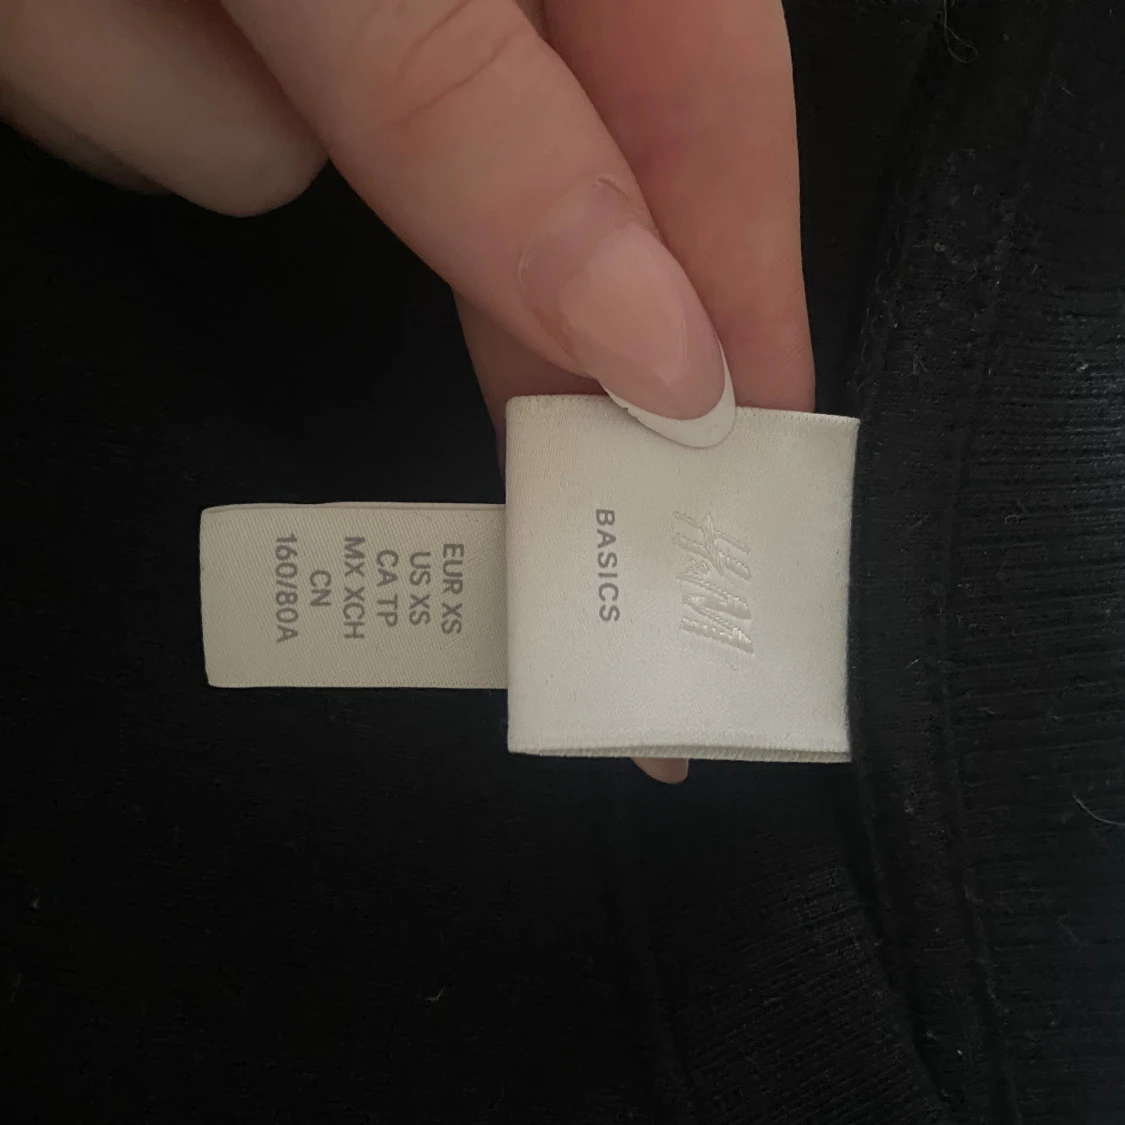 H&M
BASICS
EUR XS
US XS
CA TP
MX XCH
CN
160/80A